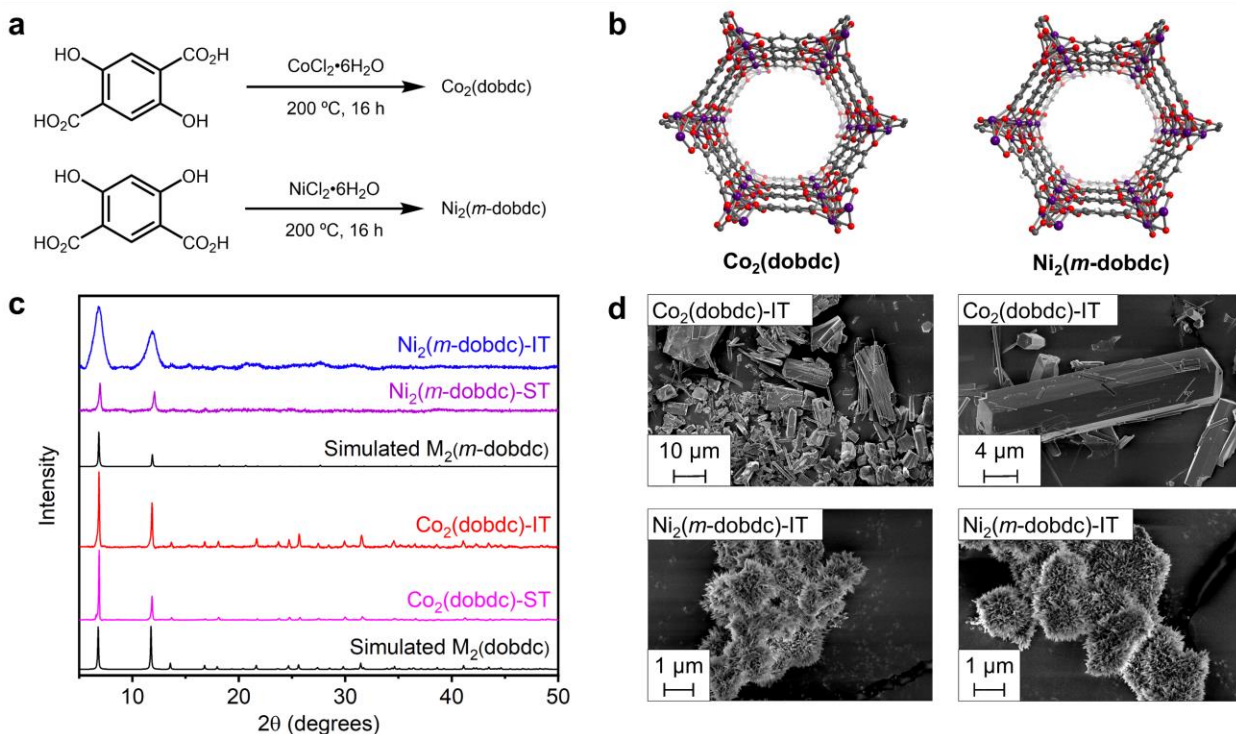 a
HO
CO₂H
HO₂C
OH
CoCl₂•6H₂O
200 ºC, 16 h
Co₂(dobdc)
HO
OH
HO₂C
CO₂H
NiCl₂•6H₂O
200 ºC, 16 h
Ni₂(m-dobdc)
b
Co₂(dobdc)
Ni₂(m-dobdc)
c
Ni₂(m-dobdc)-IT
Ni₂(m-dobdc)-ST
Simulated M₂(m-dobdc)
Co₂(dobdc)-IT
Co₂(dobdc)-ST
Simulated M₂(dobdc)
Intensity
10 20 30 40 50
2θ (degrees)
d
Co₂(dobdc)-IT
10 µm
Co₂(dobdc)-IT
4 µm
Ni₂(m-dobdc)-IT
1 µm
Ni₂(m-dobdc)-IT
1 µm